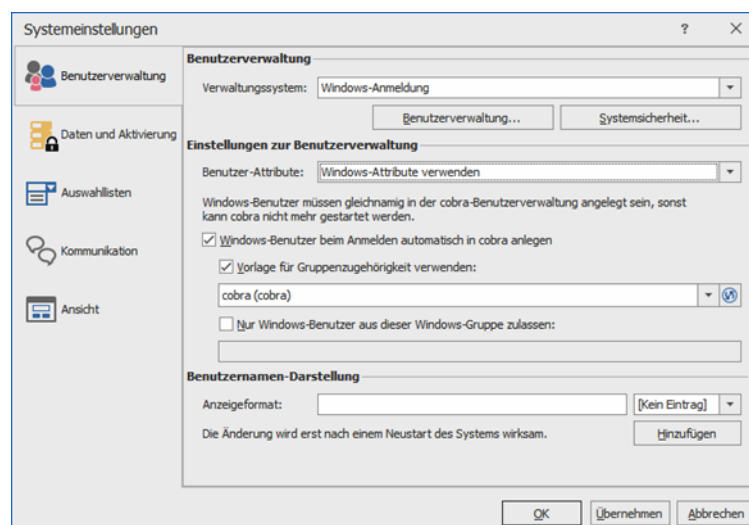 Systemeinstellungen
?
Benutzerverwaltung
Daten und Aktivierung
Auswahllisten
Kommunikation
Ansicht
Benutzerverwaltung
Verwaltungssystem: Windows-Anmeldung
Benutzerverwaltung... Systemsicherheit...
Einstellungen zur Benutzerverwaltung
Benutzer-Attribute: Windows-Attribute verwenden
Windows-Benutzer müssen gleichnamig in der cobra-Benutzerverwaltung angelegt sein, sonst
kann cobra nicht mehr gestartet werden.
Windows-Benutzer beim Anmelden automatisch in cobra anlegen
Vorlage für Gruppenzugehörigkeit verwenden:
cobra (cobra)
Nur Windows-Benutzer aus dieser Windows-Gruppe zulassen:
Benutzernamen-Darstellung
Anzeigeformat: [Kein Eintrag]
Die Änderung wird erst nach einem Neustart des Systems wirksam. Hinzufügen
OK Übernehmen Abbrechen